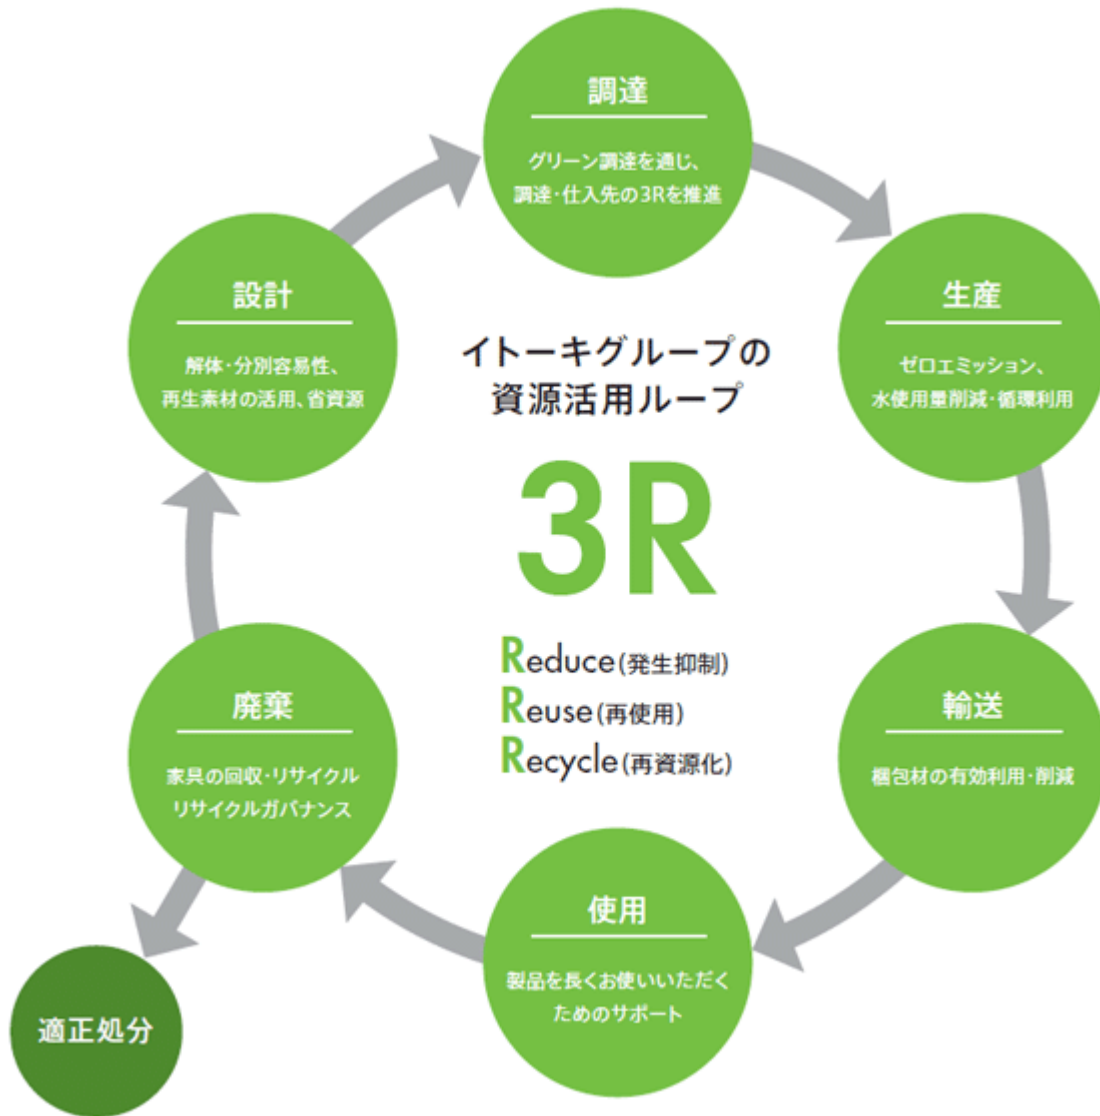 調達
グリーン調達を通じ、
調達・仕入先の3Rを推進
設計
解体・分別容易性、
再生素材の活用、省資源
生産
ゼロエミッション、
水使用量削減・循環利用
イトーキグループの
資源活用ループ
3R
Reduce(発生抑制)
Reuse(再使用)
Recycle(再資源化)
廃棄
家具の回収・リサイクル
リサイクルガバナンス
輸送
梱包材の有効利用・削減
使用
製品を長くお使いいただく
ためのサポート
適正処分